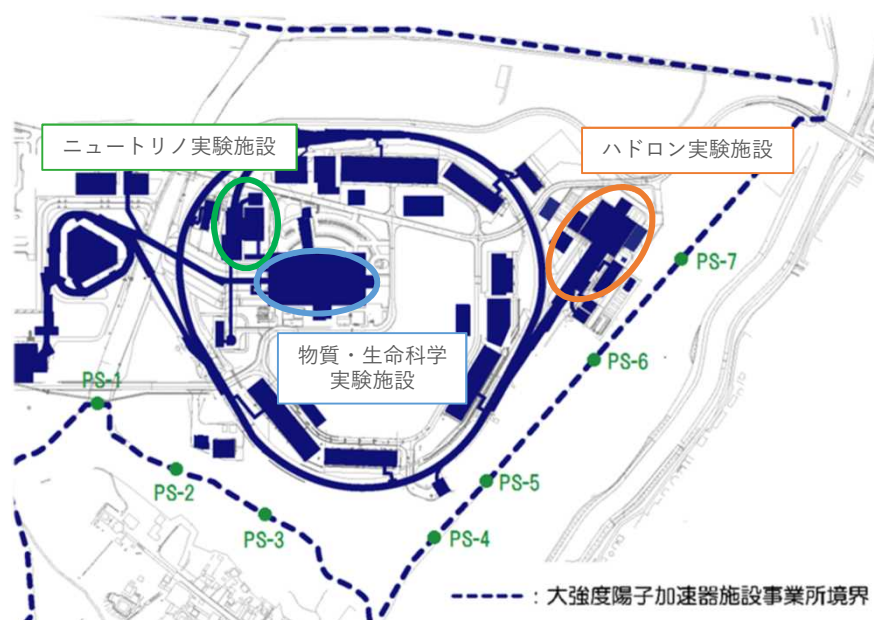 ニュートリノ実験施設
ハドロン実験施設
PS-7
物質・生命科学
実験施設
PS-6
PS-1
PS-2
PS-5
PS-3
PS-4
: 大強度陽子加速器施設事業所境界